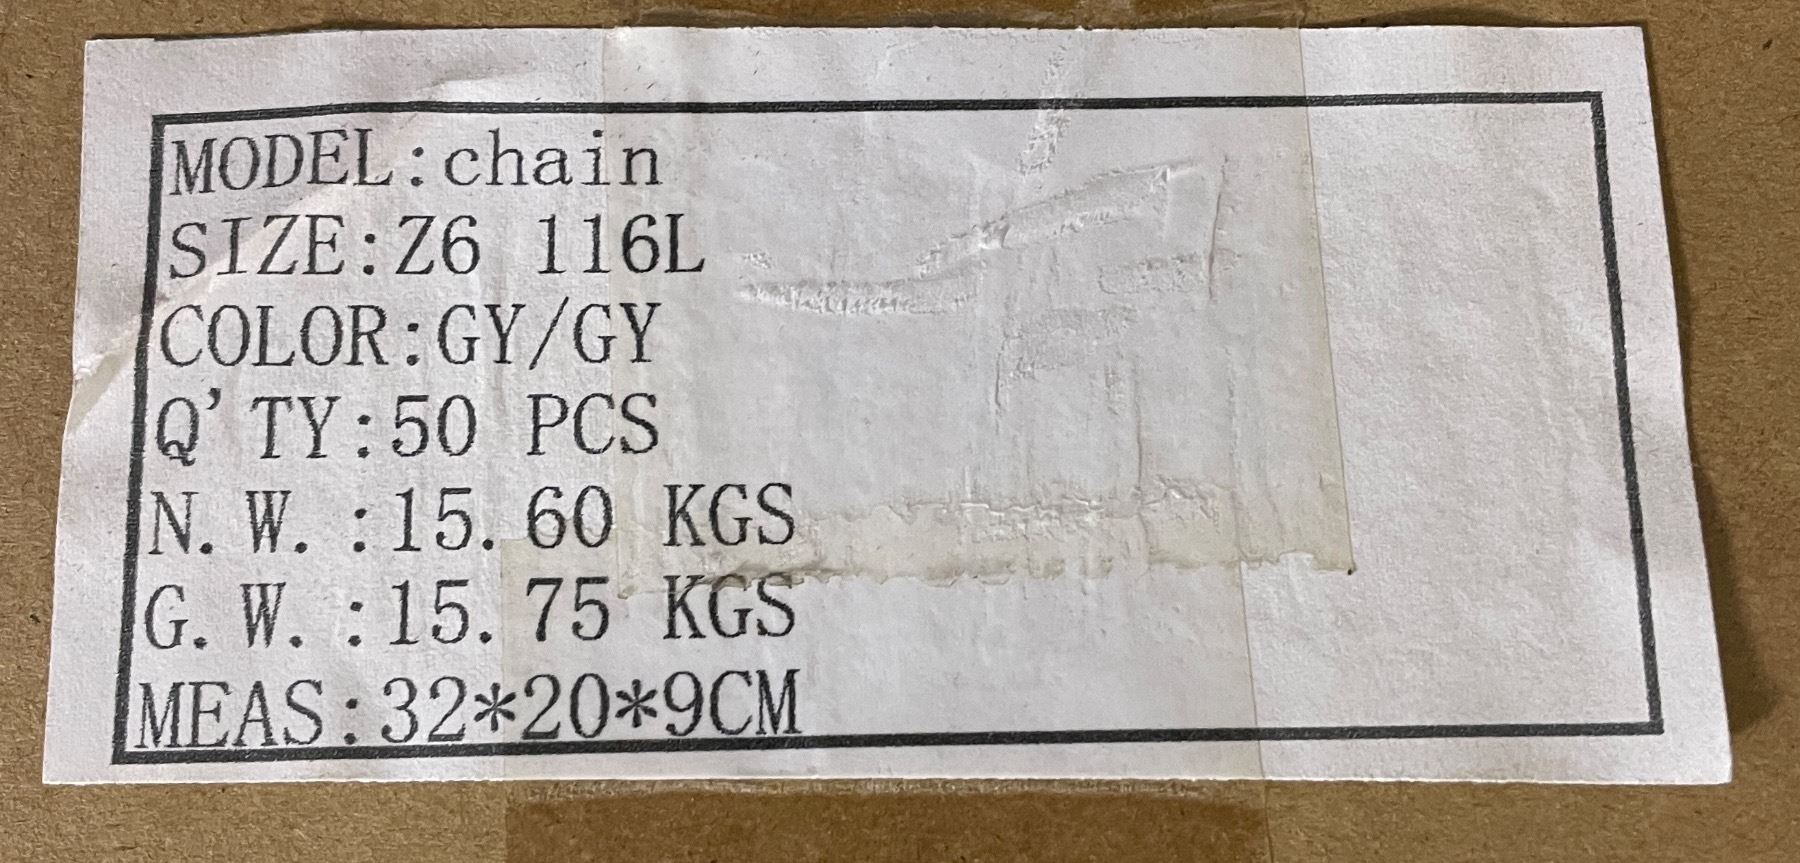 MODEL:chain
SIZE:Z6 116L
COLOR:GY/GY
Q'TY:50 PCS
N.W.:15.60 KGS
G.W.:15.75 KGS
MEAS:32*20*9CM